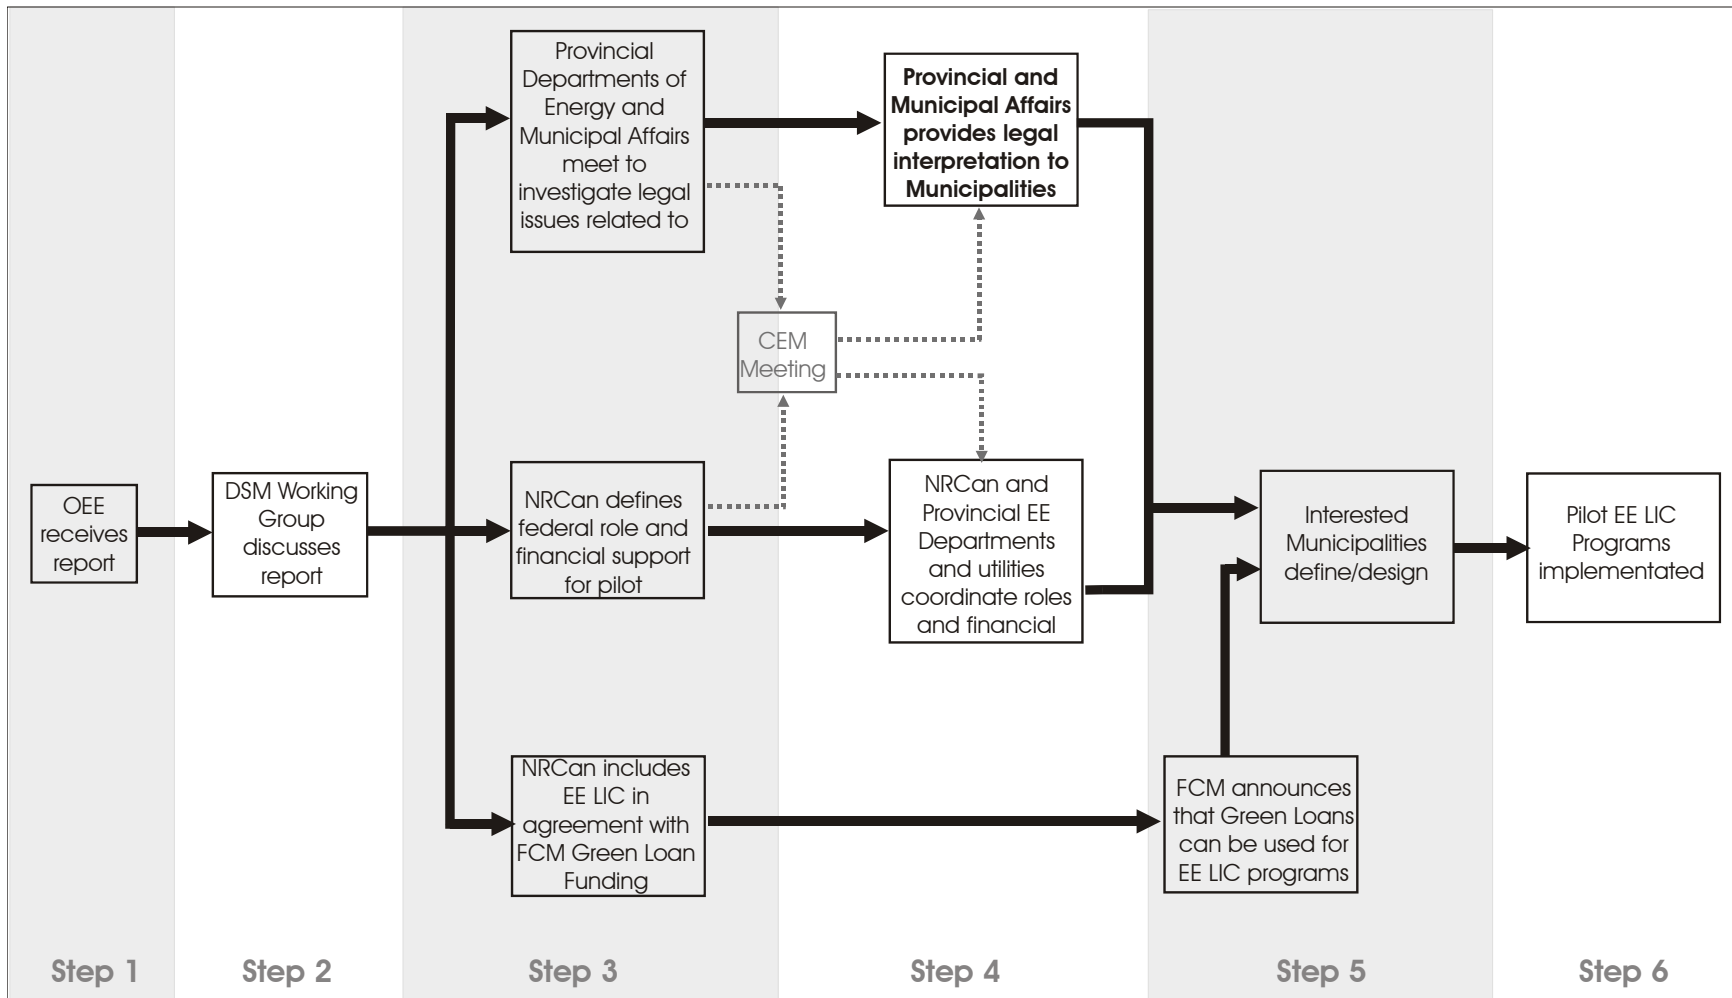 OEE
receives
report
DSM Working
Group
discusses
report
Provincial
Departments of
Energy and
Municipal Affairs
meet to
investigate legal
issues related to
NRCan defines
federal role and
financial support
for pilot
NRCan includes
EE LIC in
agreement with
FCM Green Loan
Funding
CEM
Meeting
Provincial and
Municipal Affairs
provides legal
interpretation to
Municipalities
NRCan and
Provincial EE
Departments
and utilities
coordinate roles
and financial
Interested
Municipalities
define/design
FCM announces
that Green Loans
can be used for
EE LIC programs
Pilot EE LIC
Programs
implementated
Step 1
Step 2
Step 3
Step 4
Step 5
Step 6